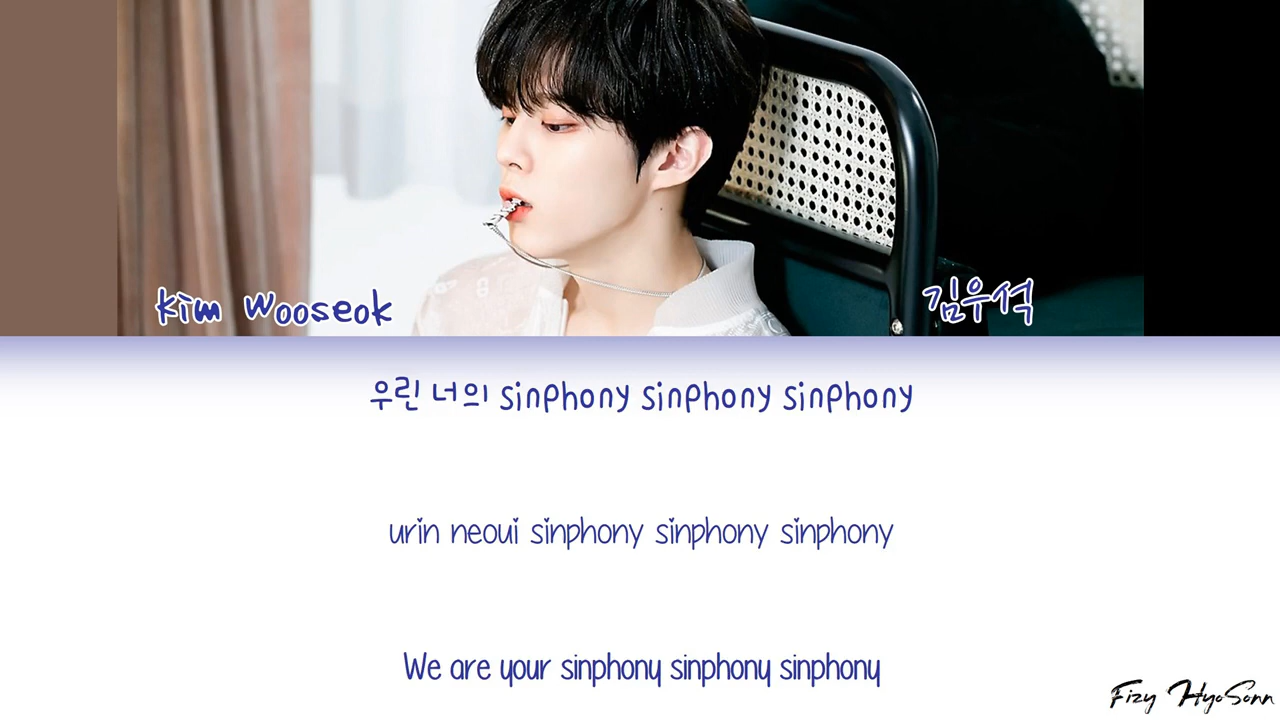 Kim Wooseok
김우석
우린 너의 sinphony sinphony sinphony
urin neoui sinphony sinphony sinphony
We are your sinphony sinphony sinphony
Fizy HyoSonn